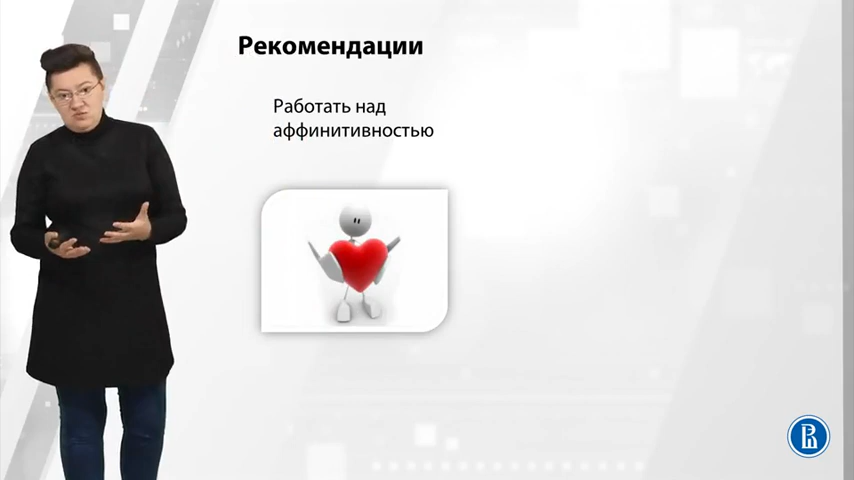 Рекомендации
Работать над
аффинитивностью